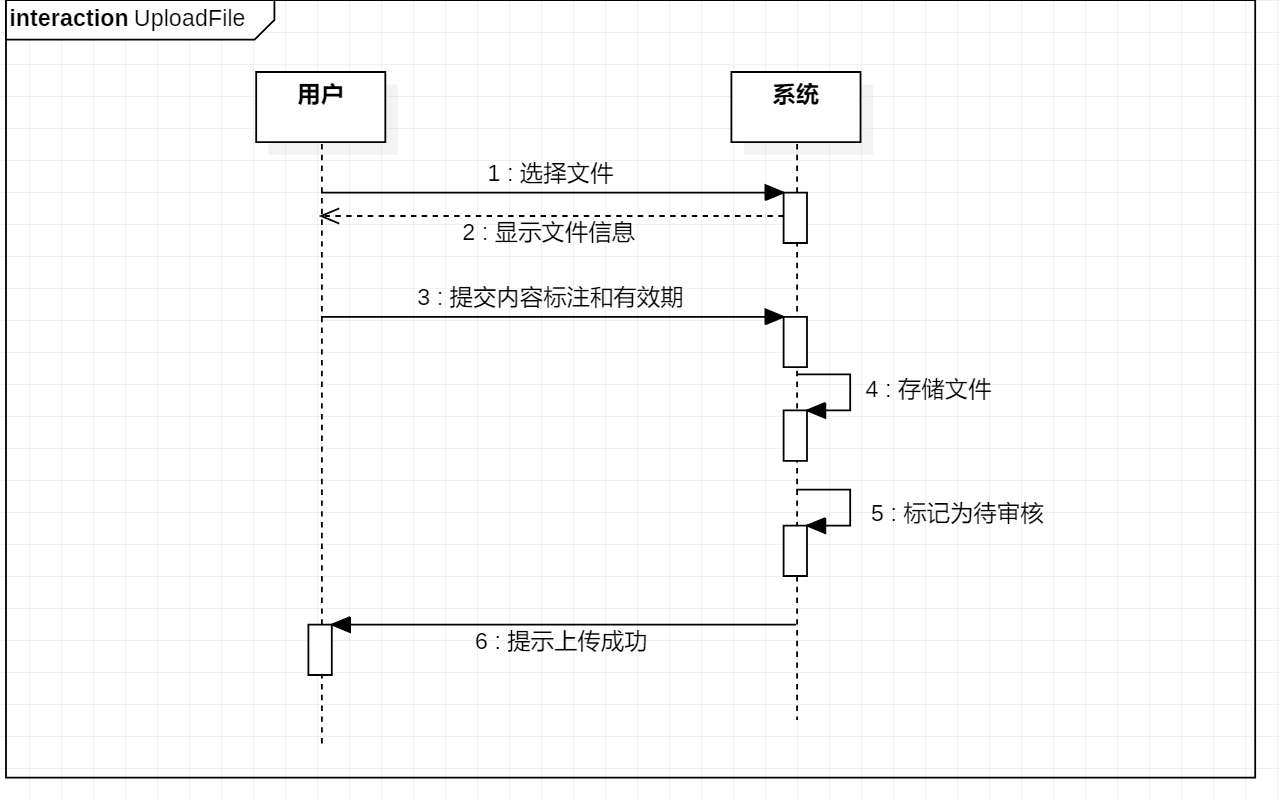 interaction UploadFile
用户
系统
1 : 选择文件
2 : 显示文件信息
3 : 提交内容标注和有效期
4 : 存储文件
5 : 标记为待审核
6 : 提示上传成功